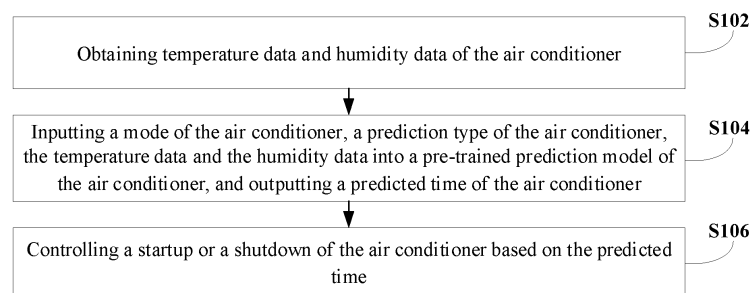 S102
Obtaining temperature data and humidity data of the air conditioner
S104
Inputting a mode of the air conditioner, a prediction type of the air conditioner,
the temperature data and the humidity data into a pre-trained prediction model of
the air conditioner, and outputting a predicted time of the air conditioner
S106
Controlling a startup or a shutdown of the air conditioner based on the predicted
time